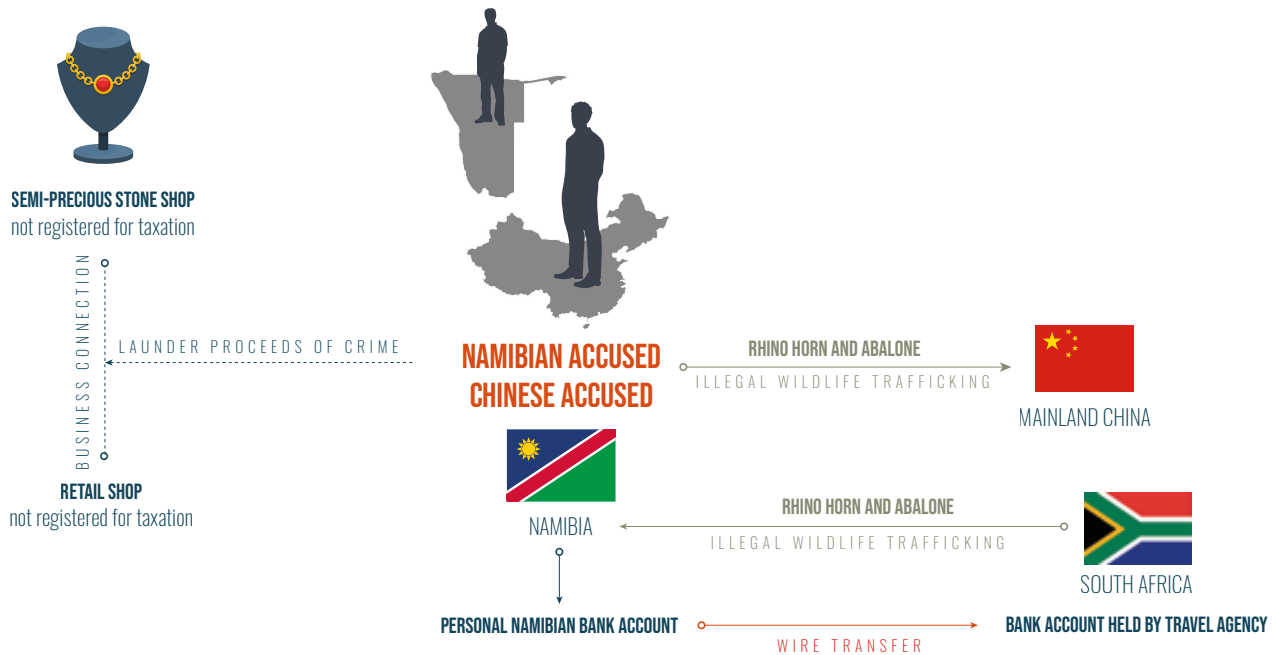 SEMI-PRECIOUS STONE SHOP
not registered for taxation
BUSINESS CONNECTION
LAUNDER PROCEEDS OF CRIME
RETAIL SHOP
not registered for taxation
NAMIBIAN ACCUSED
CHINESE ACCUSED
RHINO HORN AND ABALONE
ILLEGAL WILDLIFE TRAFFICKING
MAINLAND CHINA
NAMIBIA
RHINO HORN AND ABALONE
ILLEGAL WILDLIFE TRAFFICKING
SOUTH AFRICA
PERSONAL NAMIBIAN BANK ACCOUNT
WIRE TRANSFER
BANK ACCOUNT HELD BY TRAVEL AGENCY